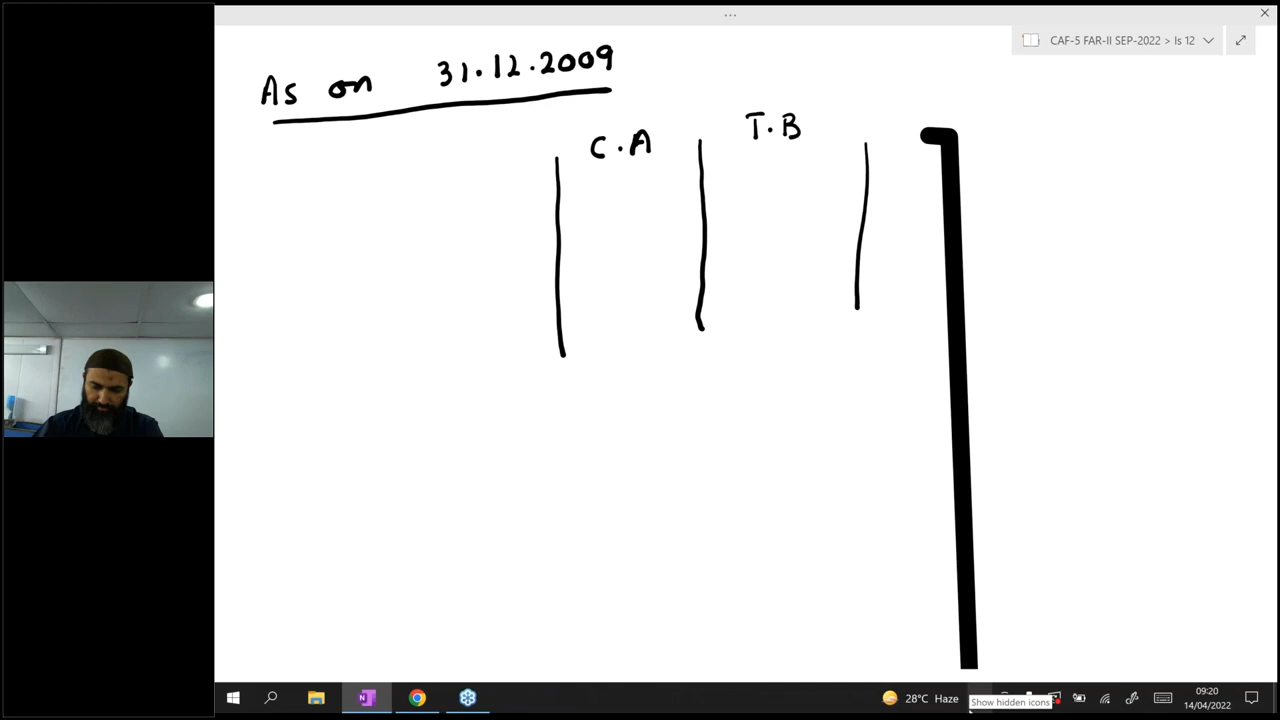 CAF-5 FAR-II SEP-2022 > Is 12
As on 31.12.2009
C.A T.B
28°C Haze
Show hidden icons
09:20
14/04/2022